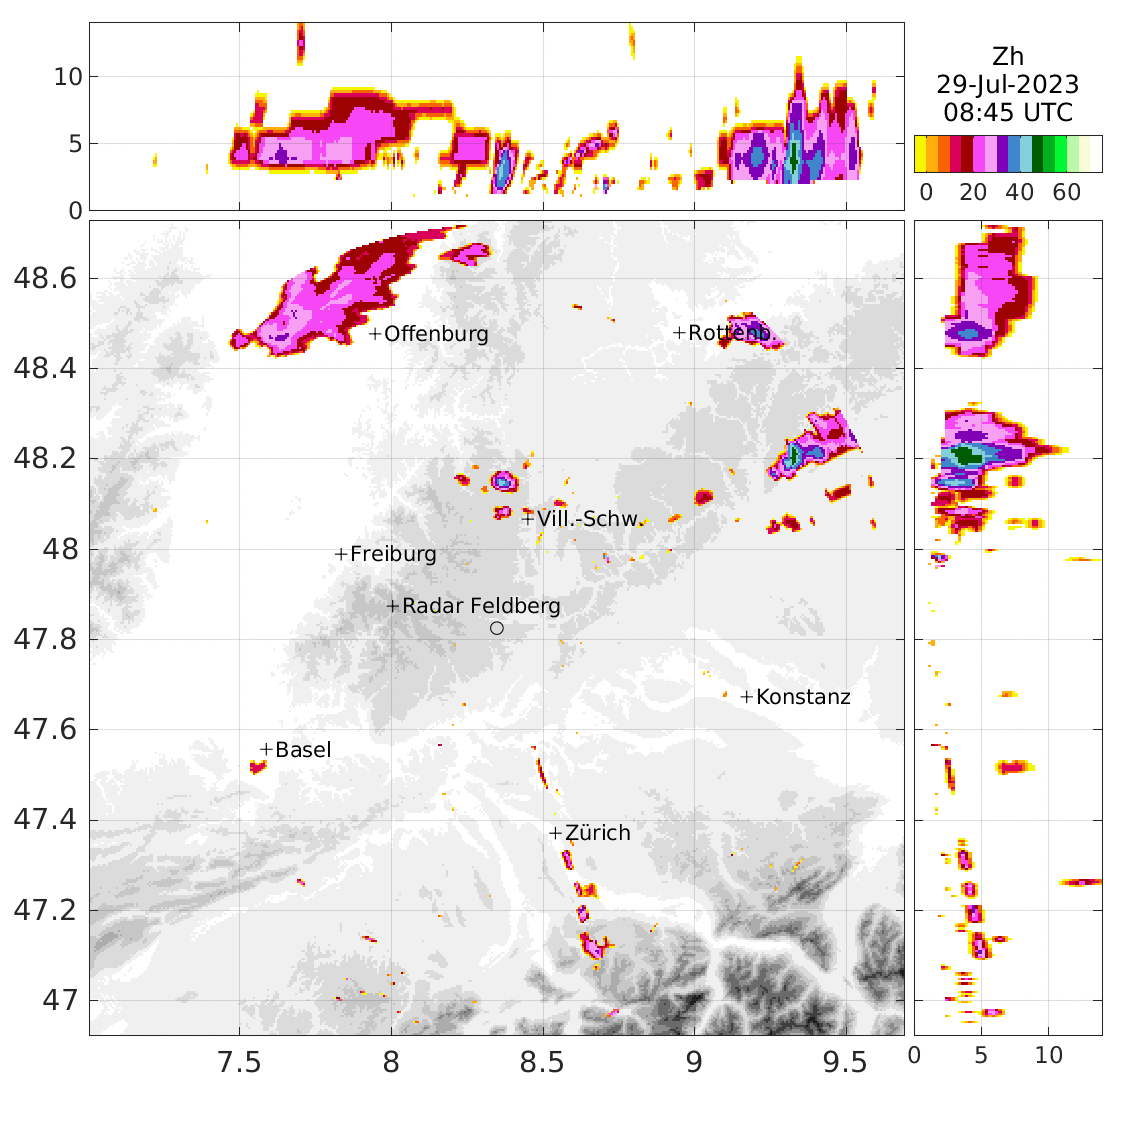 10
5
0
Zh
29-Jul-2023
08:45 UTC
0 20 40 60
48.6
48.4
48.2
48
47.8
47.6
47.4
47.2
47
+Offenburg
+Rottenb.
+Vill.-Schw.
+Freiburg
+Radar Feldberg
+Konstanz
+Basel
+Zürich
7.5 8 8.5 9 9.5
0 5 10